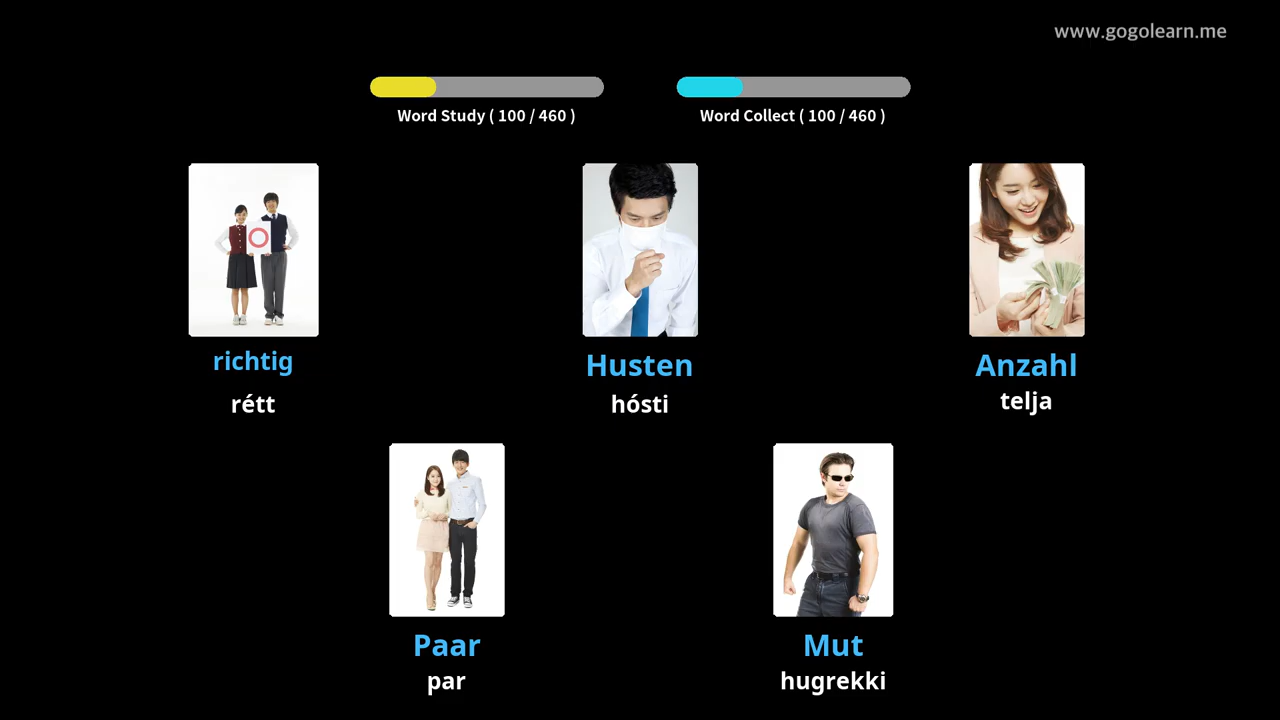 www.gogolearn.me
Word Study ( 100 / 460 )
Word Collect ( 100 / 460 )
richtig
rétt
Husten
hósti
Anzahl
telja
Paar
par
Mut
hugrekki